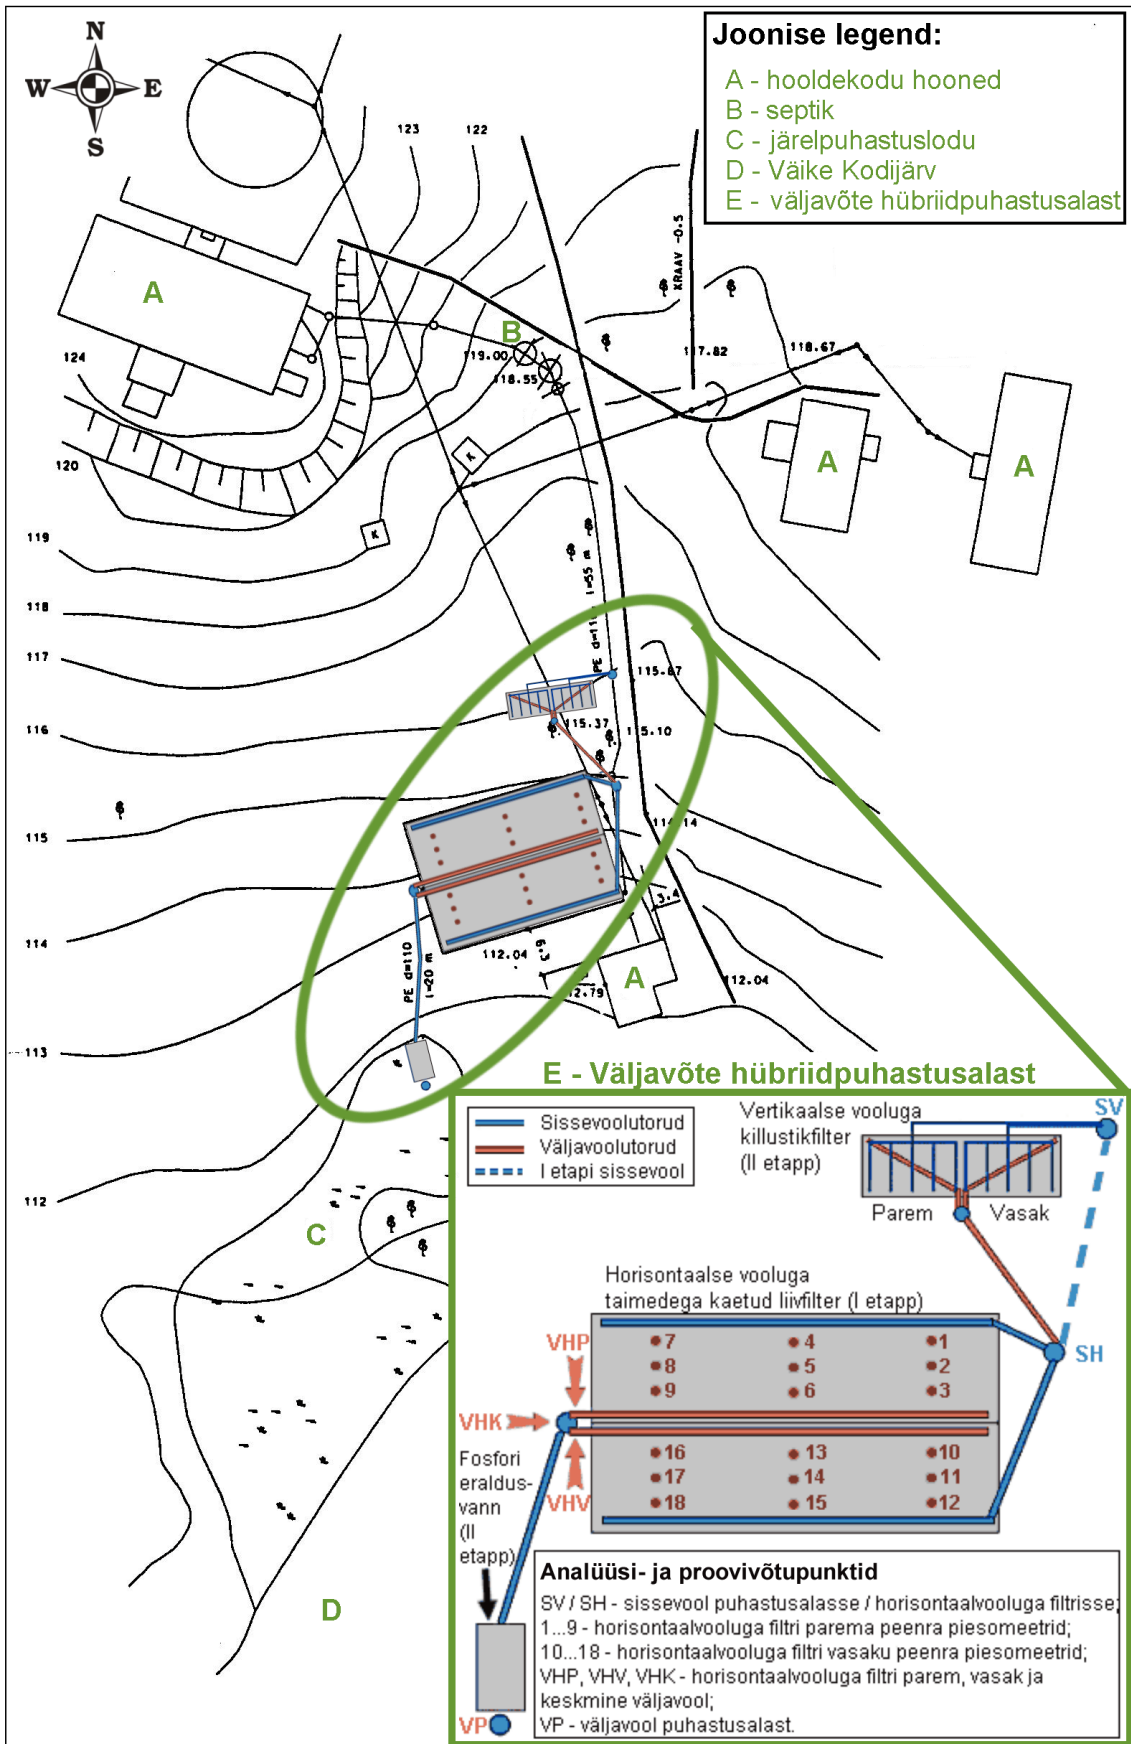 N
W E
S
Joonise legend:
A - hooldekodu hooned
B - septik
C - järelpuhastuslodu
D - Väike Kodijärv
E - väljavõte hübriidpuhastusalast
123
122
KRAAV -0.5
A
B
119.00
118.55
117.82
118.67
124
A
A
120
K
K
119
118
117
116
115
114
113
112
l=55 m
115.87
115.37
115.10
114.14
3.4
6.3
112.04
112.04
A
PE d=110
l=20 m
C
D
E - Väljavõte hübriidpuhastusalast
Sissevoolutorud
Väljavoolutorud
I etapi sissevool
Vertikaalse vooluga
killustikfilter
(II etapp)
SV
Parem Vasak
Horisontaalse vooluga
taimedega kaetud liivfilter (I etapp)
SH
VHP
VHK
VHV
7 4 1
8 5 2
9 6 3
16 13 10
17 14 11
18 15 12
Fosfori
eraldus-
vann
(II
etapp)
VP
Analüüsi- ja proovivõtupunktid
SV / SH - sissevool puhastusalasse / horisontaalvooluga filtrisse;
1...9 - horisontaalvooluga filtri parema peenra piesomeetrid;
10...18 - horisontaalvooluga filtri vasaku peenra piesomeetrid;
VHP, VHV, VHK - horisontaalvooluga filtri parem, vasak ja
keskmine väljavool;
VP - väljavool puhastusalast.